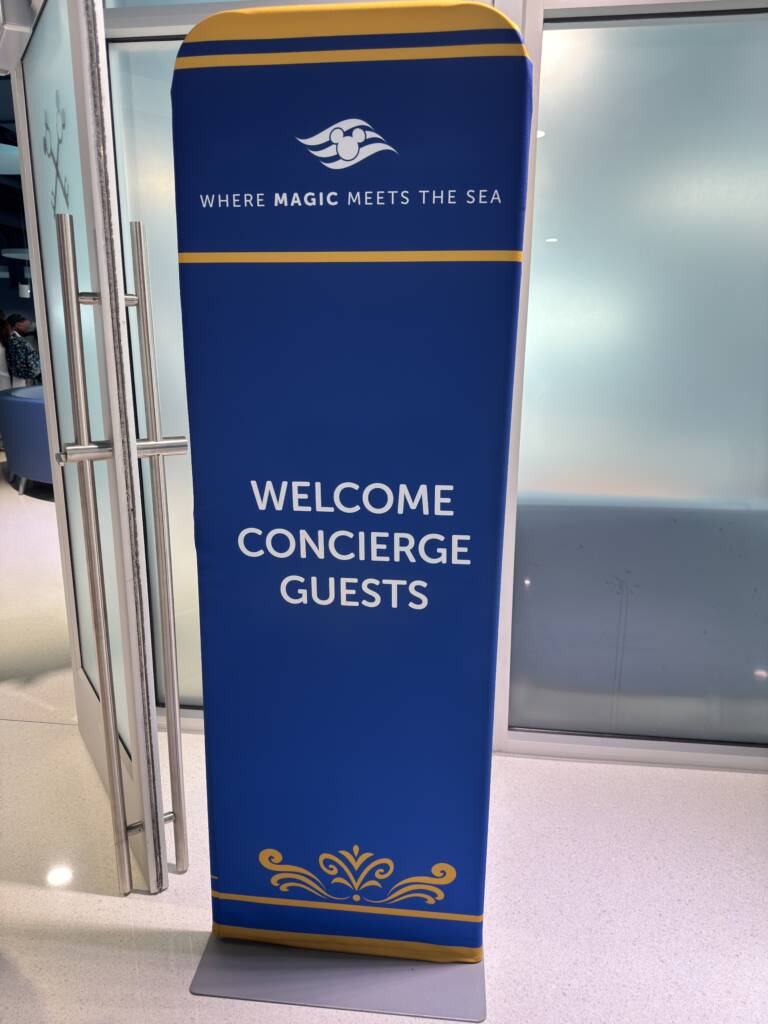 WHERE MAGIC MEETS THE SEA
WELCOME
CONCIERGE
GUESTS